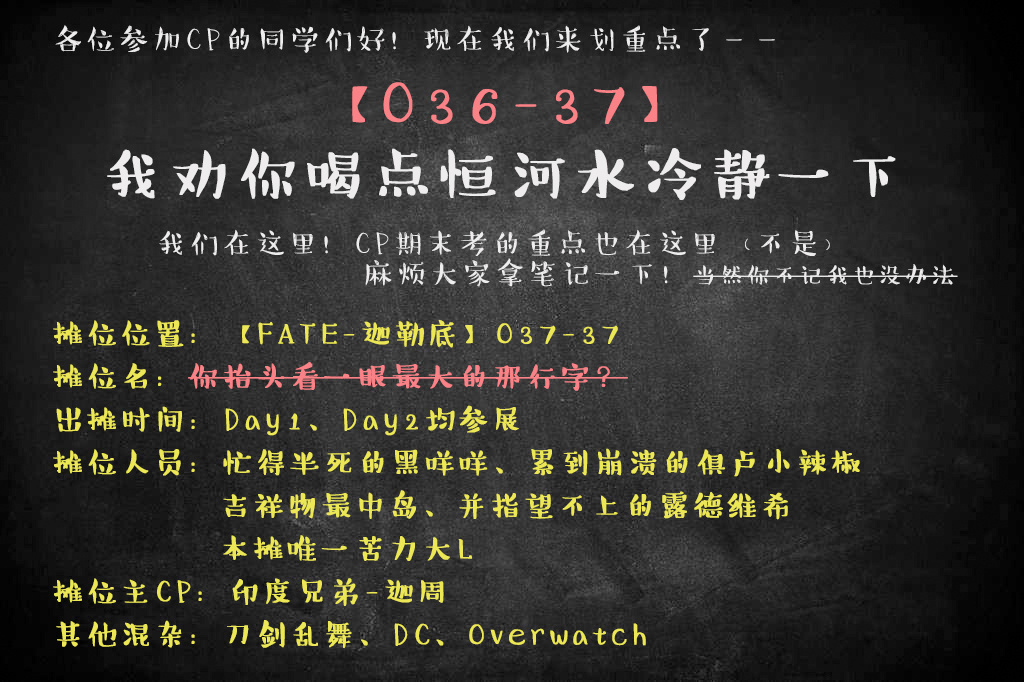 各位参加CP的同学们好！现在我们来划重点了－－
【036-37】
我劝你喝点恒河水冷静一下
我们在这里！CP期末考的重点也在这里（不是）
麻烦大家拿笔记一下！当然你不记我也没办法
摊位位置：【FATE-迦勒底】037-37
摊位名：你抬头看一眼最大的那行字？
出摊时间：Day1、Day2均参展
摊位人员：忙得半死的黑咩咩、累到崩溃的俱卢小辣椒
吉祥物最中岛、并指望不上的露德维希
本摊唯一苦力大L
摊位主CP：印度兄弟-迦周
其他混杂：刀剑乱舞、DC、Overwatch